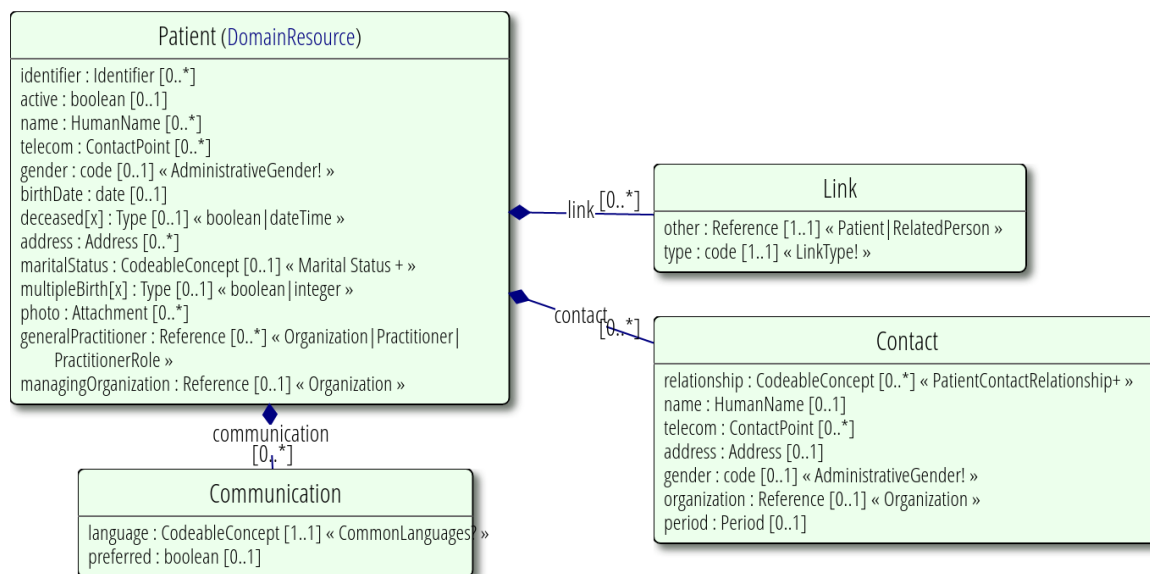 Patient (DomainResource)
identifier : Identifier [0..*]
active : boolean [0..1]
name : HumanName [0..*]
telecom : ContactPoint [0..*]
gender : code [0..1] « AdministrativeGender! »
birthDate : date [0..1]
deceased[x] : Type [0..1] « boolean|dateTime »
address : Address [0..*]
maritalStatus : CodeableConcept [0..1] « Marital Status + »
multipleBirth[x] : Type [0..1] « boolean|integer »
photo : Attachment [0..*]
generalPractitioner : Reference [0..*] « Organization|Practitioner|
PractitionerRole »
managingOrganization : Reference [0..1] « Organization »
link [0..*]
Link
other : Reference [1..1] « Patient|RelatedPerson »
type : code [1..1] « LinkType! »
contact
[0..*]
Contact
relationship : CodeableConcept [0..*] « PatientContactRelationship+ »
name : HumanName [0..1]
telecom : ContactPoint [0..*]
address : Address [0..1]
gender : code [0..1] « AdministrativeGender! »
organization : Reference [0..1] « Organization »
period : Period [0..1]
communication
[0..*]
Communication
language : CodeableConcept [1..1] « CommonLanguages? »
preferred : boolean [0..1]